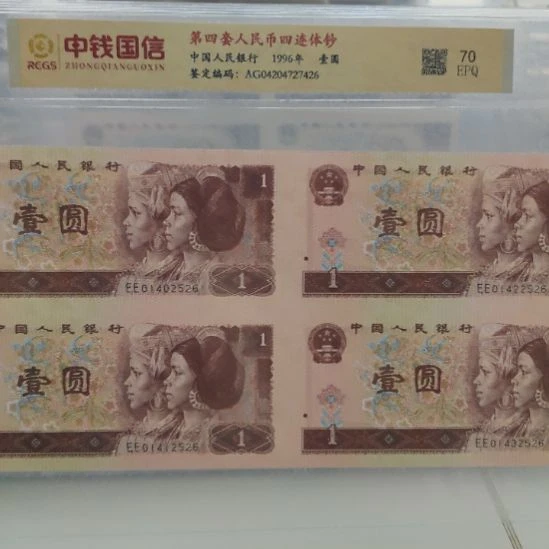 中钱国信
RCGS ZHONGQIANGUOXIN
第四套人民币四连体钞
中国人民银行 1996年 壹圆
鉴定编码：AG04204727426
70
EPQ
国人民银行
1
壹圆
EE01402526
1
中国人民银行
壹圆
1
EE01422526
国人民银行
1
壹圆
EE01412526
1
中国人民银行
壹圆
1
EE01432526